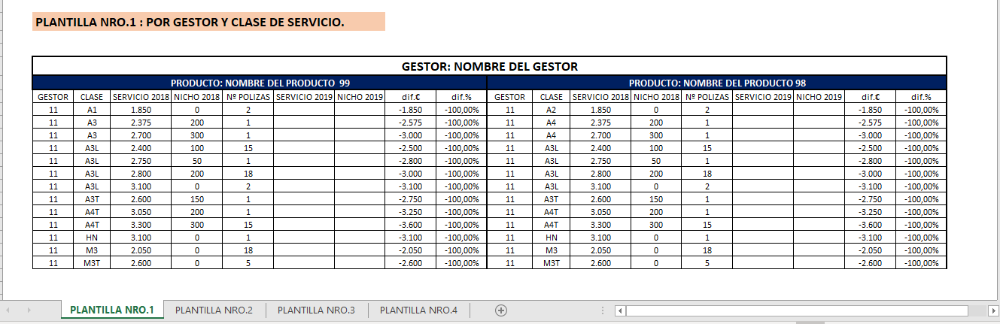 PLANTILLA NRO.1 : POR GESTOR Y CLASE DE SERVICIO.
GESTOR: NOMBRE DEL GESTOR
PRODUCTO: NOMBRE DEL PRODUCTO 99 PRODUCTO: NOMBRE DEL PRODUCTO 98
GESTOR CLASE SERVICIO 2018 NICHO 2018 Nº POLIZAS SERVICIO 2019 NICHO 2019 dif.€ dif.% GESTOR CLASE SERVICIO 2018 NICHO 2018 Nº POLIZAS SERVICIO 2019 NICHO 2019 dif.€ dif.%
11 A1 1.850 0 2 -1.850 -100,00% 11 A2 1.850 0 2 -1.850 -100,00%
11 A3 2.375 200 1 -2.575 -100,00% 11 A4 2.375 200 1 -2.575 -100,00%
11 A3 2.700 300 1 -3.000 -100,00% 11 A4 2.700 300 1 -3.000 -100,00%
11 A3L 2.400 100 15 -2.500 -100,00% 11 A3L 2.400 100 15 -2.500 -100,00%
11 A3L 2.750 50 1 -2.800 -100,00% 11 A3L 2.750 50 1 -2.800 -100,00%
11 A3L 2.800 200 18 -3.000 -100,00% 11 A3L 2.800 200 18 -3.000 -100,00%
11 A3L 3.100 0 2 -3.100 -100,00% 11 A3L 3.100 0 2 -3.100 -100,00%
11 A3T 2.600 150 1 -2.750 -100,00% 11 A3T 2.600 150 1 -2.750 -100,00%
11 A4T 3.050 200 1 -3.250 -100,00% 11 A4T 3.050 200 1 -3.250 -100,00%
11 A4T 3.300 300 15 -3.600 -100,00% 11 A4T 3.300 300 15 -3.600 -100,00%
11 HN 3.100 0 1 -3.100 -100,00% 11 HN 3.100 0 1 -3.100 -100,00%
11 M3 2.050 0 18 -2.050 -100,00% 11 M3 2.050 0 18 -2.050 -100,00%
11 M3T 2.600 0 5 -2.600 -100,00% 11 M3T 2.600 0 5 -2.600 -100,00%
PLANTILLA NRO.1 PLANTILLA NRO.2 PLANTILLA NRO.3 PLANTILLA NRO.4